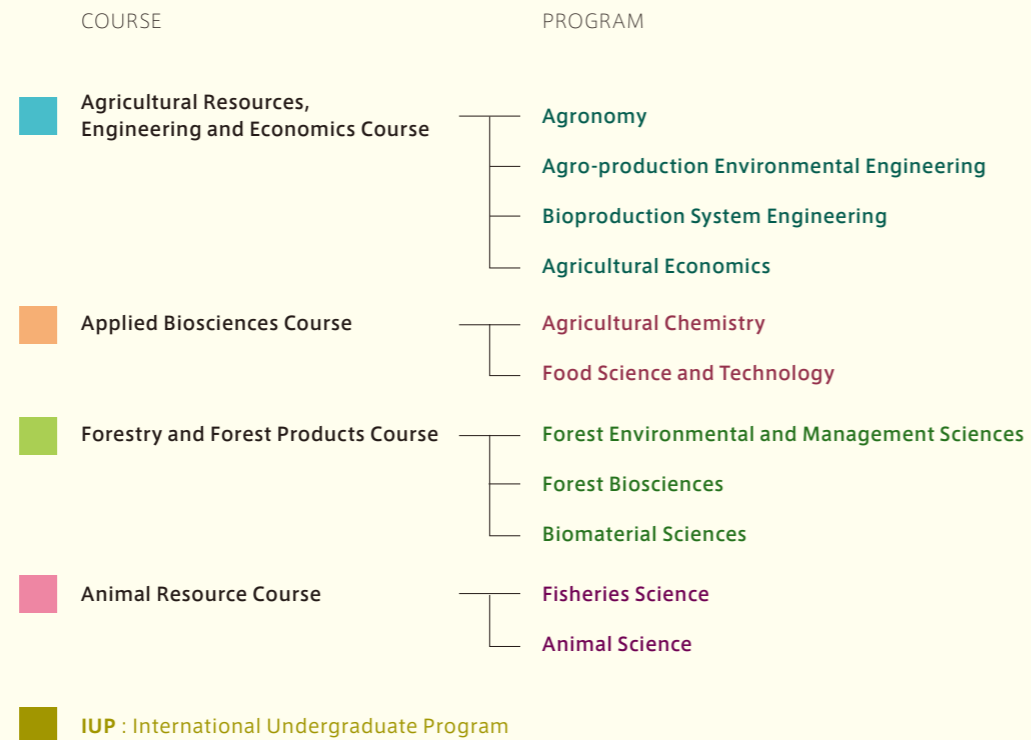 COURSE PROGRAM
Agricultural Resources,
Engineering and Economics Course
Agronomy
Agro-production Environmental Engineering
Bioproduction System Engineering
Agricultural Economics
Applied Biosciences Course
Agricultural Chemistry
Food Science and Technology
Forestry and Forest Products Course
Forest Environmental and Management Sciences
Forest Biosciences
Biomaterial Sciences
Animal Resource Course
Fisheries Science
Animal Science
IUP : International Undergraduate Program